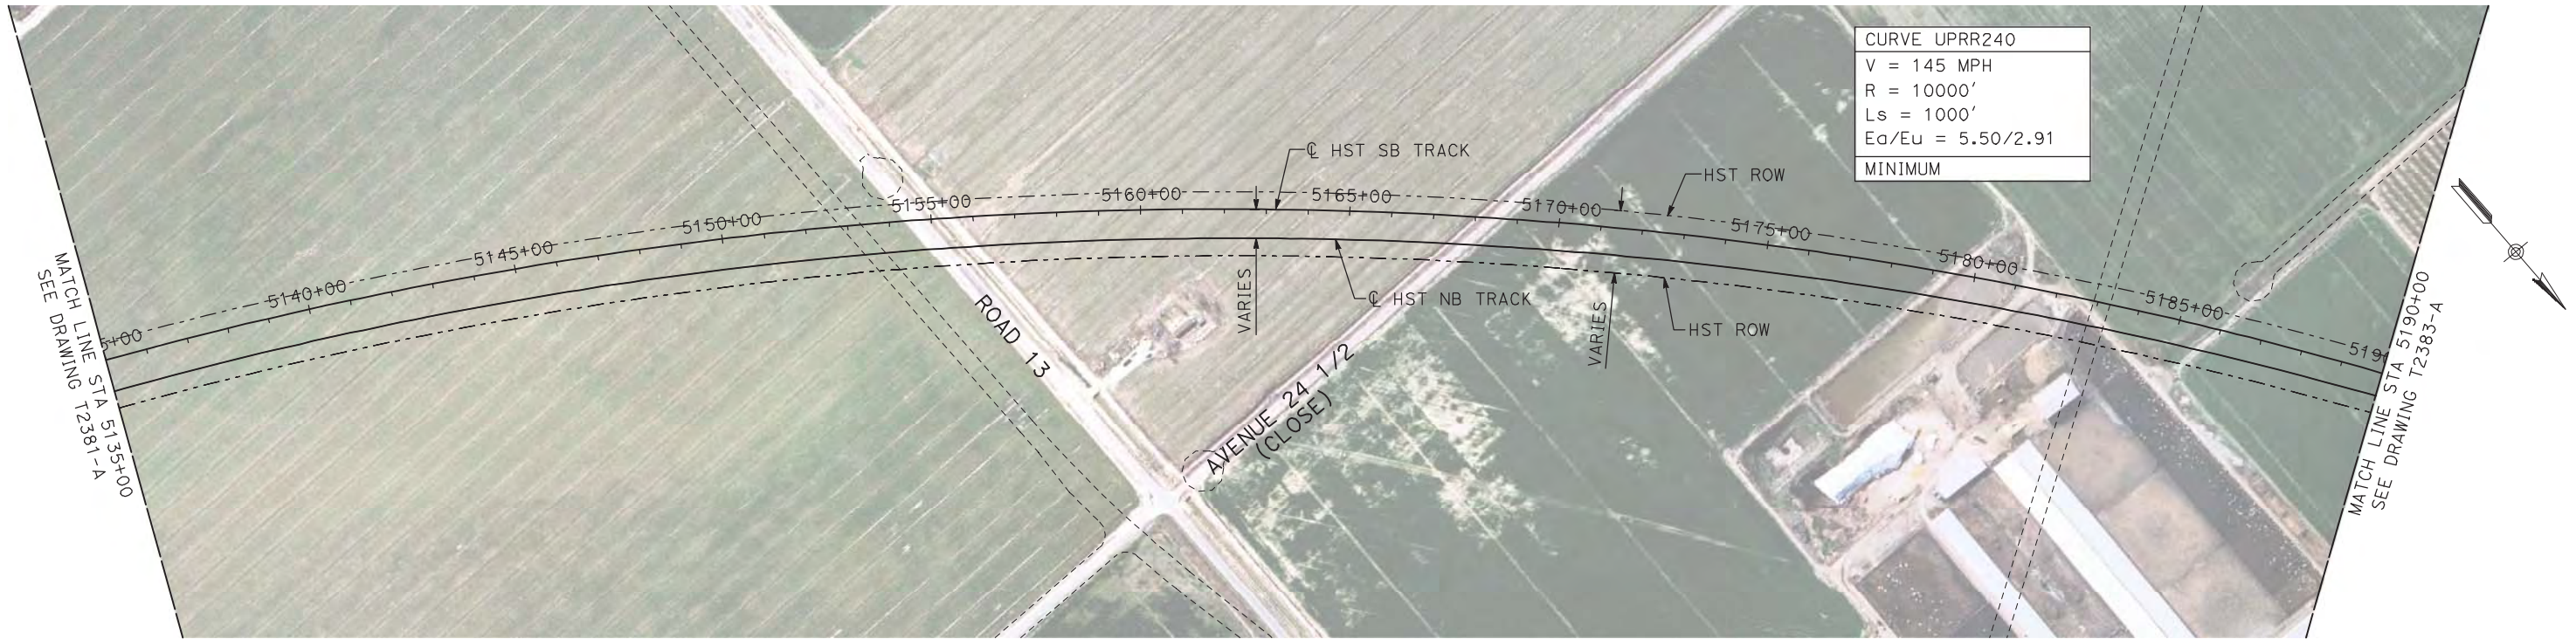 CURVE UPRR240
V = 145 MPH
R = 10000'
Ls = 1000'
Ea/Eu = 5.50/2.91
MINIMUM
℄ HST SB TRACK
HST ROW
5+00
5140+00
5145+00
5150+00
5155+00
5160+00
5165+00
5170+00
5175+00
5180+00
5185+00
519
MATCH LINE STA 5135+00
SEE DRAWING T2381-A
ROAD 13
VARIES
℄ HST NB TRACK
VARIES
HST ROW
AVENUE 24 1/2
(CLOSE)
MATCH LINE STA 5190+00
SEE DRAWING T2383-A